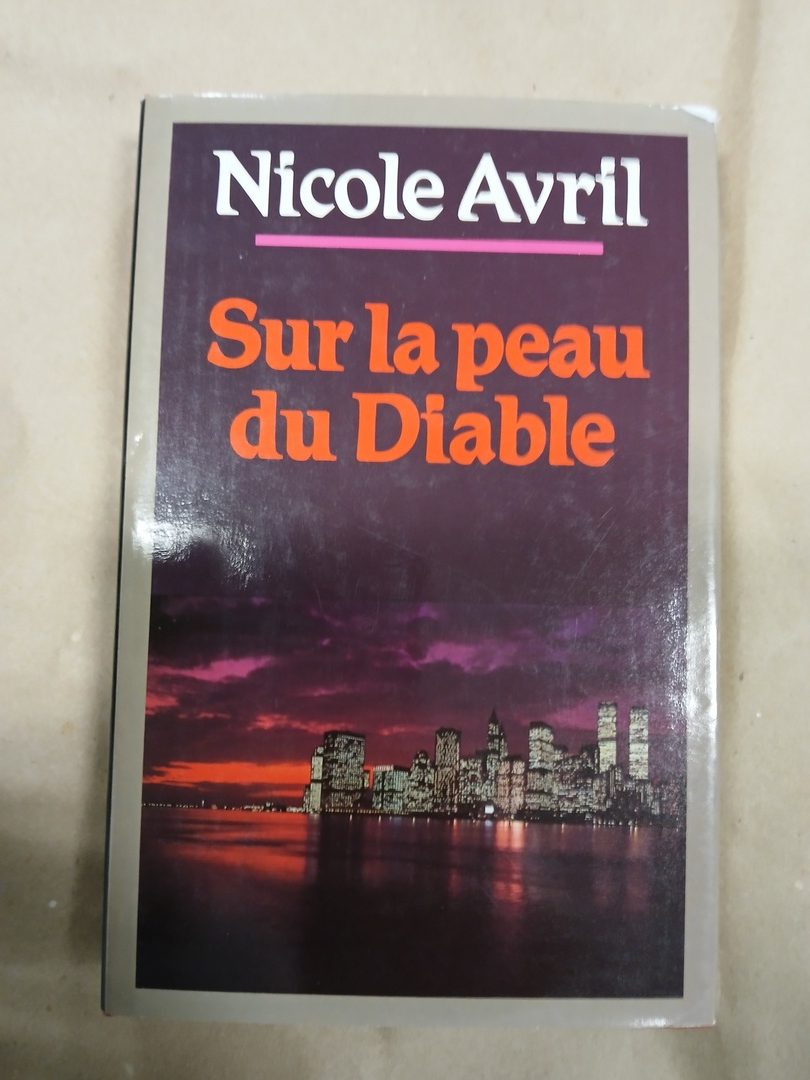 Nicole Avril
Sur la peau
du Diable